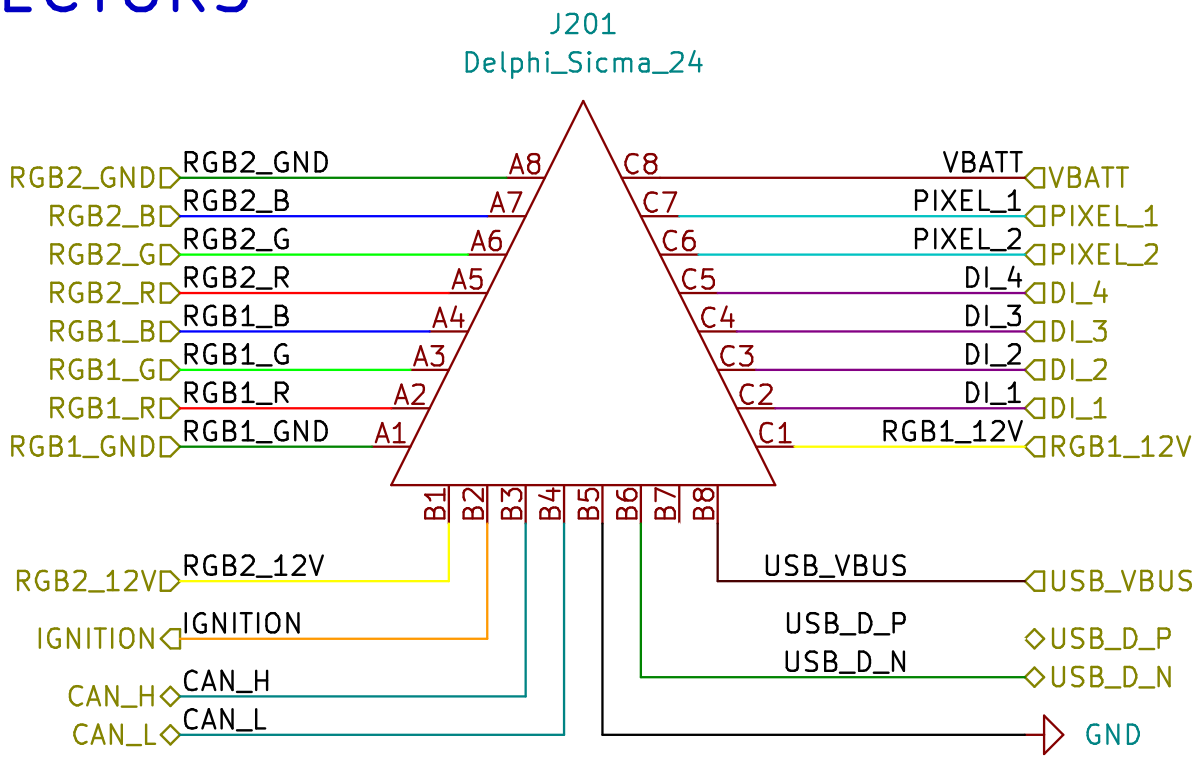 ECTORS
J201
Delphi_Sicma_24
RGB2_GND RGB2_GND A8 C8 VBATT VBATT
RGB2_B RGB2_B A7 C7 PIXEL_1 PIXEL_1
RGB2_G RGB2_G A6 C6 PIXEL_2 PIXEL_2
RGB2_R RGB2_R A5 C5 DI_4 DI_4
RGB1_B RGB1_B A4 C4 DI_3 DI_3
RGB1_G RGB1_G A3 C3 DI_2 DI_2
RGB1_R RGB1_R A2 C2 DI_1 DI_1
RGB1_GND RGB1_GND A1 C1 RGB1_12V RGB1_12V
B1 B2 B3 B4 B5 B6 B7 B8
RGB2_12V RGB2_12V USB_VBUS USB_VBUS
IGNITION IGNITION USB_D_P USB_D_P
USB_D_N USB_D_N
CAN_H CAN_H
CAN_L CAN_L GND